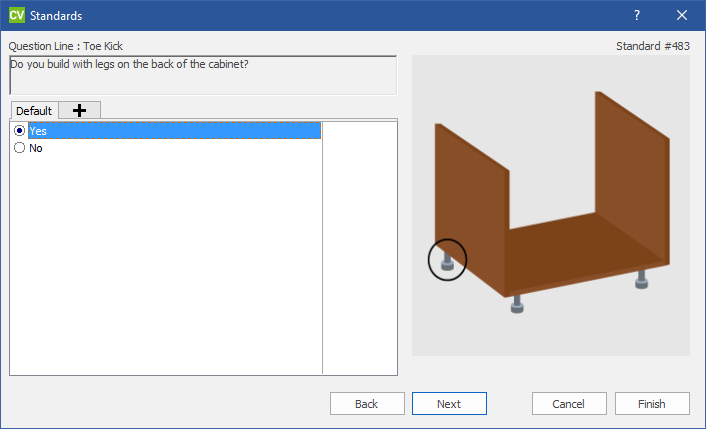 CV Standards ? ✕
Question Line : Toe Kick Standard #483
Do you build with legs on the back of the cabinet?
Default +
Yes
No
Back Next Cancel Finish